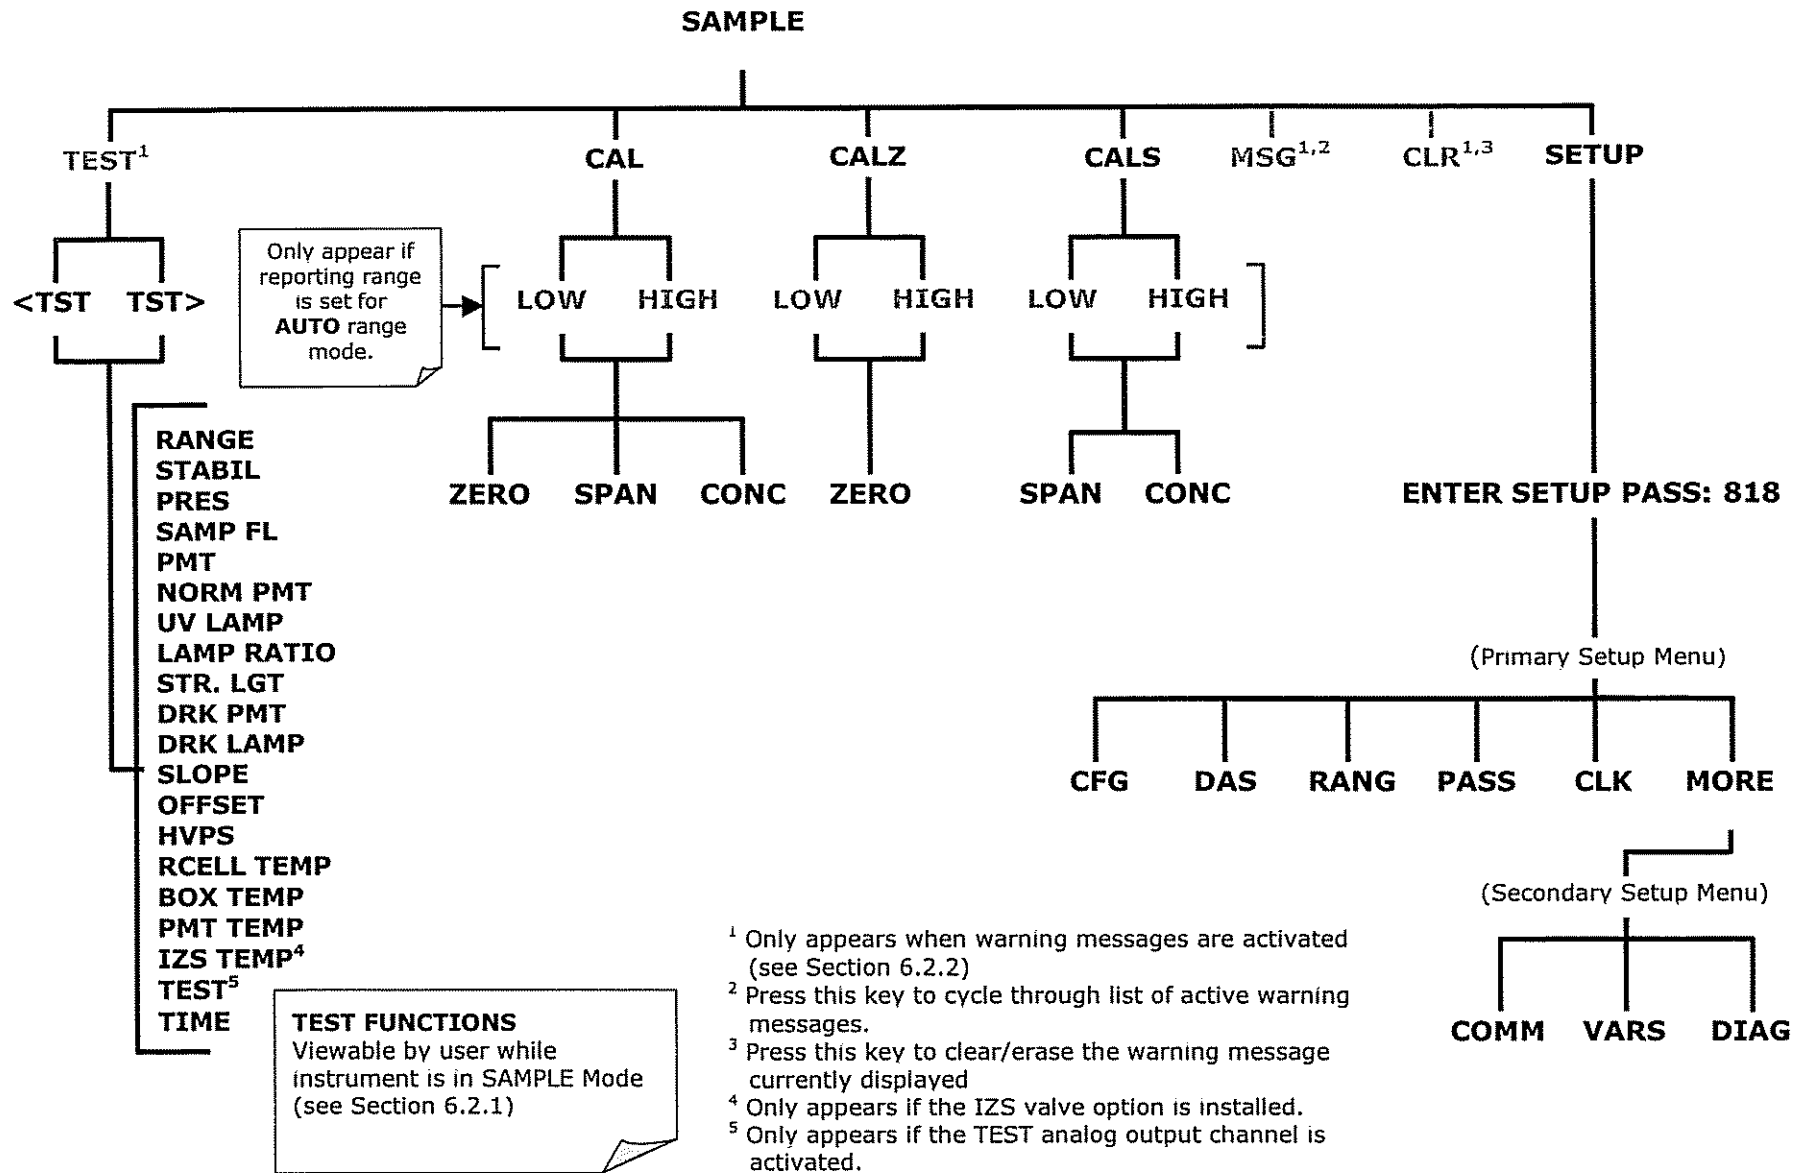 SAMPLE
TEST¹ CAL CALZ CALS MSG¹,² CLR¹,³ SETUP
<TST TST>
Only appear if
reporting range
is set for
AUTO range
mode.
LOW HIGH LOW HIGH LOW HIGH
ZERO SPAN CONC ZERO SPAN CONC ENTER SETUP PASS: 818
RANGE
STABIL
PRES
SAMP FL
PMT
NORM PMT
UV LAMP
LAMP RATIO
STR. LGT
DRK PMT
DRK LAMP
SLOPE
OFFSET
HVPS
RCELL TEMP
BOX TEMP
PMT TEMP
IZS TEMP⁴
TEST⁵
TIME
(Primary Setup Menu)
CFG DAS RANG PASS CLK MORE
(Secondary Setup Menu)
COMM VARS DIAG
TEST FUNCTIONS
Viewable by user while
instrument is in SAMPLE Mode
(see Section 6.2.1)
¹ Only appears when warning messages are activated
(see Section 6.2.2)
² Press this key to cycle through list of active warning
messages.
³ Press this key to clear/erase the warning message
currently displayed
⁴ Only appears if the IZS valve option is installed.
⁵ Only appears if the TEST analog output channel is
activated.